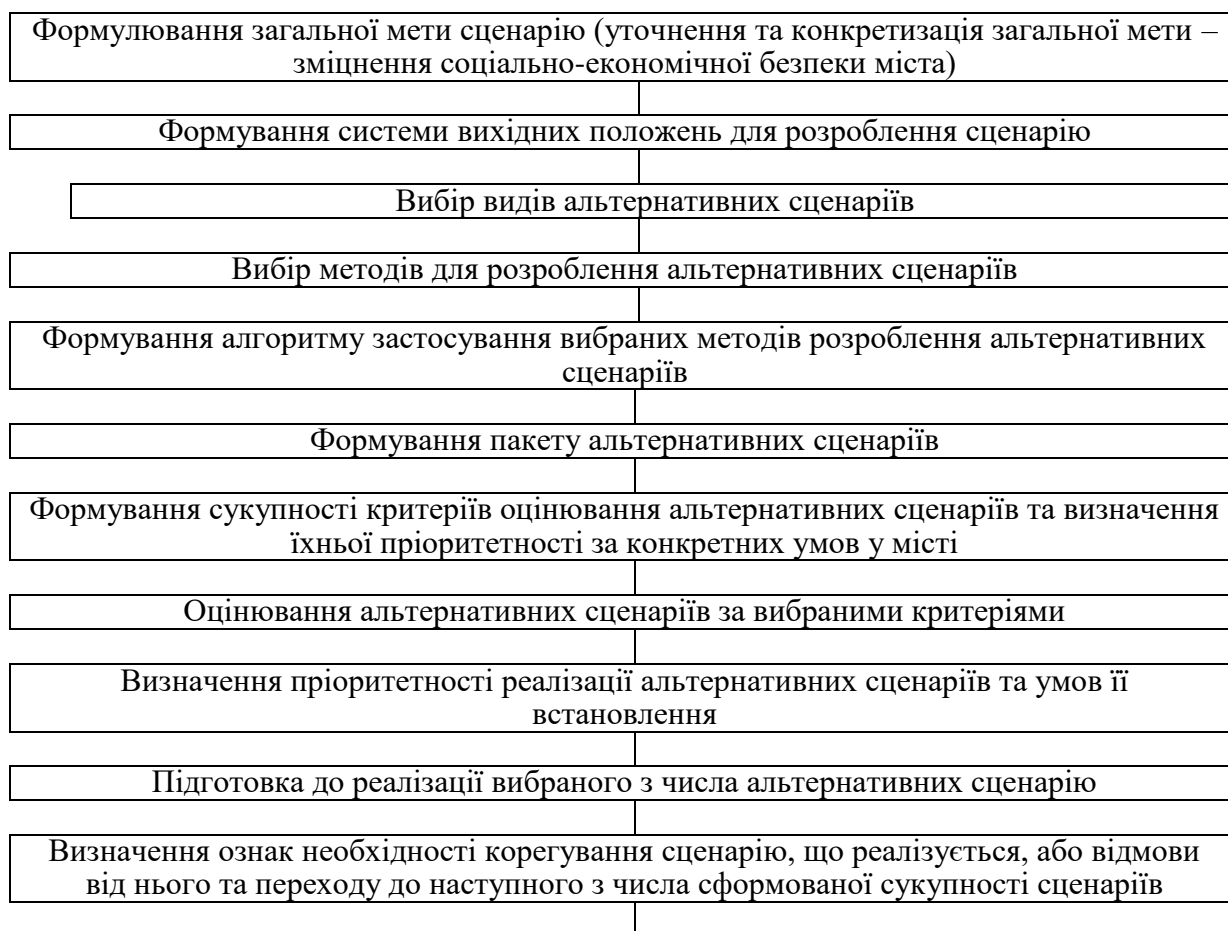 Формулювання загальної мети сценарію (уточнення та конкретизація загальної мети –
зміцнення соціально-економічної безпеки міста)
Формування системи вихідних положень для розроблення сценарію
Вибір видів альтернативних сценаріїв
Вибір методів для розроблення альтернативних сценаріїв
Формування алгоритму застосування вибраних методів розроблення альтернативних
сценаріїв
Формування пакету альтернативних сценаріїв
Формування сукупності критеріїв оцінювання альтернативних сценаріїв та визначення
їхньої пріоритетності за конкретних умов у місті
Оцінювання альтернативних сценаріїв за вибраними критеріями
Визначення пріоритетності реалізації альтернативних сценаріїв та умов її
встановлення
Підготовка до реалізації вибраного з числа альтернативних сценарію
Визначення ознак необхідності корегування сценарію, що реалізується, або відмови
від нього та переходу до наступного з числа сформованої сукупності сценаріїв